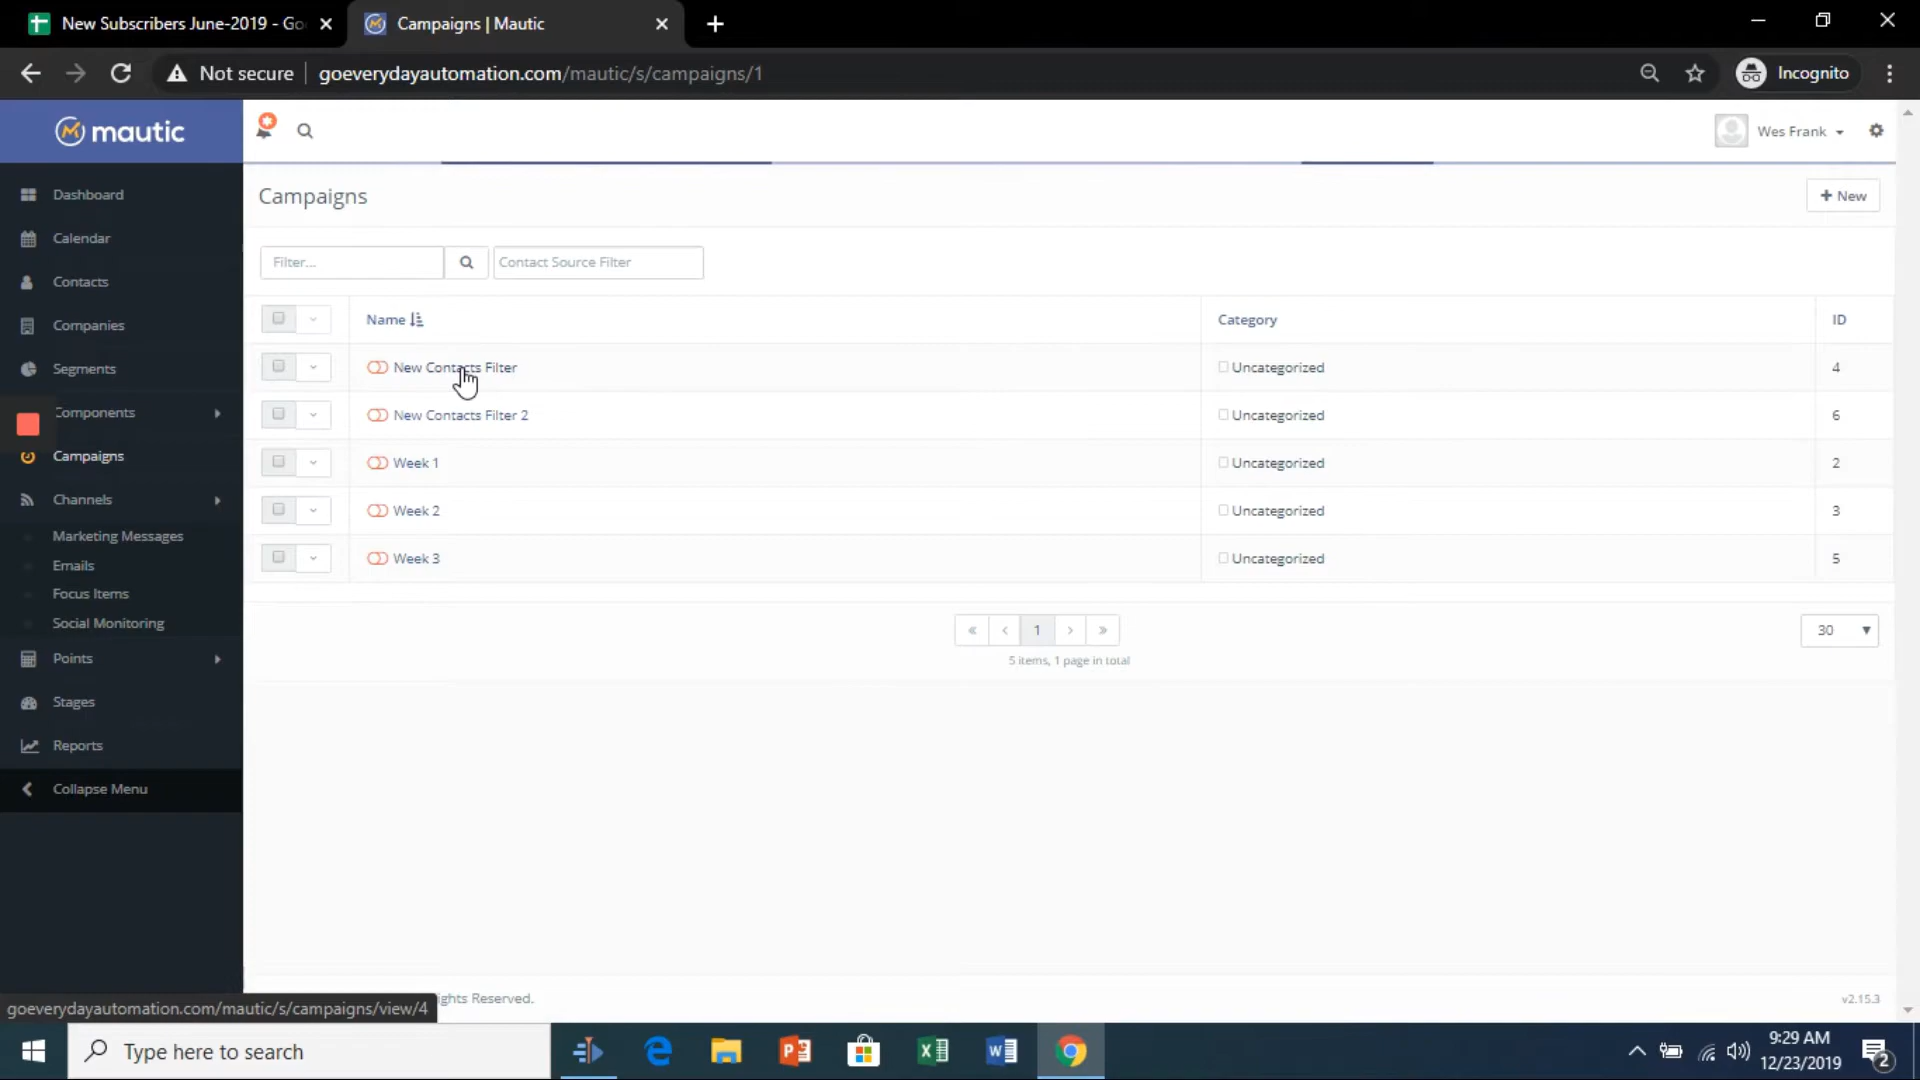 New Subscribers June-2019 - Go
Campaigns | Mautic
Not secure
goeverydayautomation.com/mautic/s/campaigns/1
Incognito
mautic
Wes Frank
Dashboard
Calendar
Contacts
Companies
Segments
Components
Campaigns
Channels
Marketing Messages
Emails
Focus Items
Social Monitoring
Points
Stages
Reports
Collapse Menu
Campaigns
+ New
Filter...
Contact Source Filter
Name
Category
ID
New Contacts Filter
Uncategorized
4
New Contacts Filter 2
Uncategorized
6
Week 1
Uncategorized
2
Week 2
Uncategorized
3
Week 3
Uncategorized
5
« ‹ 1 › »
5 items, 1 page in total
30
goeverydayautomation.com/mautic/s/campaigns/view/4
ights Reserved.
v2.15.3
Type here to search
9:29 AM
12/23/2019
2